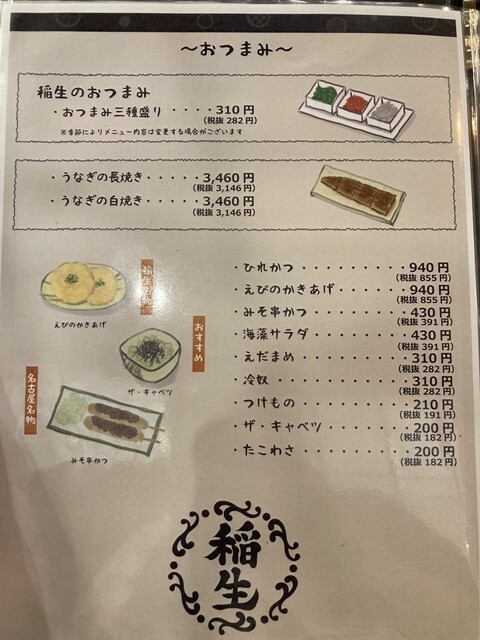 ～おつまみ～
稲生のおつまみ
・おつまみ三種盛り・・・・310円
(税抜 282円)
※季節によりメニュー内容は変更する場合がございます
・うなぎの長焼き・・・・・3,460円
(税抜 3,146円)
・うなぎの白焼き・・・・・3,460円
(税抜 3,146円)
えびのかきあげ
おすすめ
ザ・キャベツ
名古屋名物
みそ串かつ
・ひれかつ・・・・・・・・・940円
(税抜 855円)
・えびのかきあげ・・・・・・940円
(税抜 855円)
・みそ串かつ・・・・・・・・430円
(税抜 391円)
・海藻サラダ・・・・・・・・430円
(税抜 391円)
・えだまめ・・・・・・・・・310円
(税抜 282円)
・冷奴・・・・・・・・・・・310円
(税抜 282円)
・つけもの・・・・・・・・・210円
(税抜 191円)
・ザ・キャベツ・・・・・・・200円
(税抜 182円)
・たこわさ・・・・・・・・・200円
(税抜 182円)
稲生